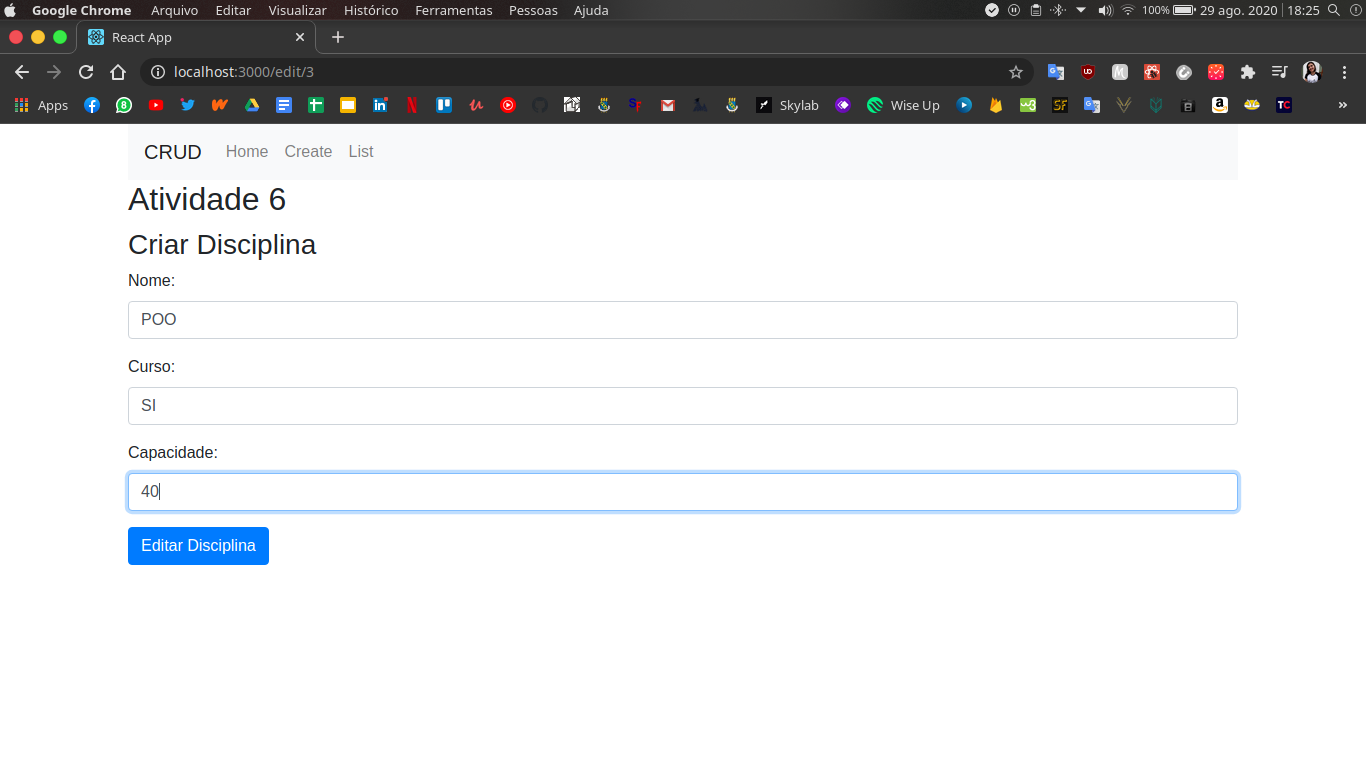 Google Chrome Arquivo Editar Visualizar Histórico Ferramentas Pessoas Ajuda 100% 29 ago. 2020 18:25
React App
localhost:3000/edit/3
Apps Skylab Wise Up »
CRUD Home Create List
Atividade 6
Criar Disciplina
Nome:
POO
Curso:
SI
Capacidade:
40
Editar Disciplina